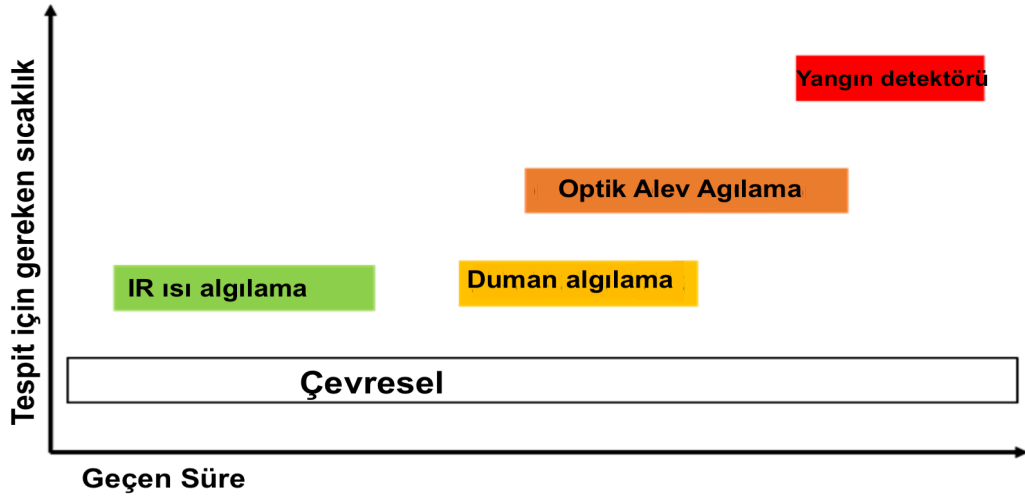 Tespit için gereken sıcaklık
Yangın detektörü
Optik Alev Agılama
IR ısı algılama
Duman algılama
Çevresel
Geçen Süre